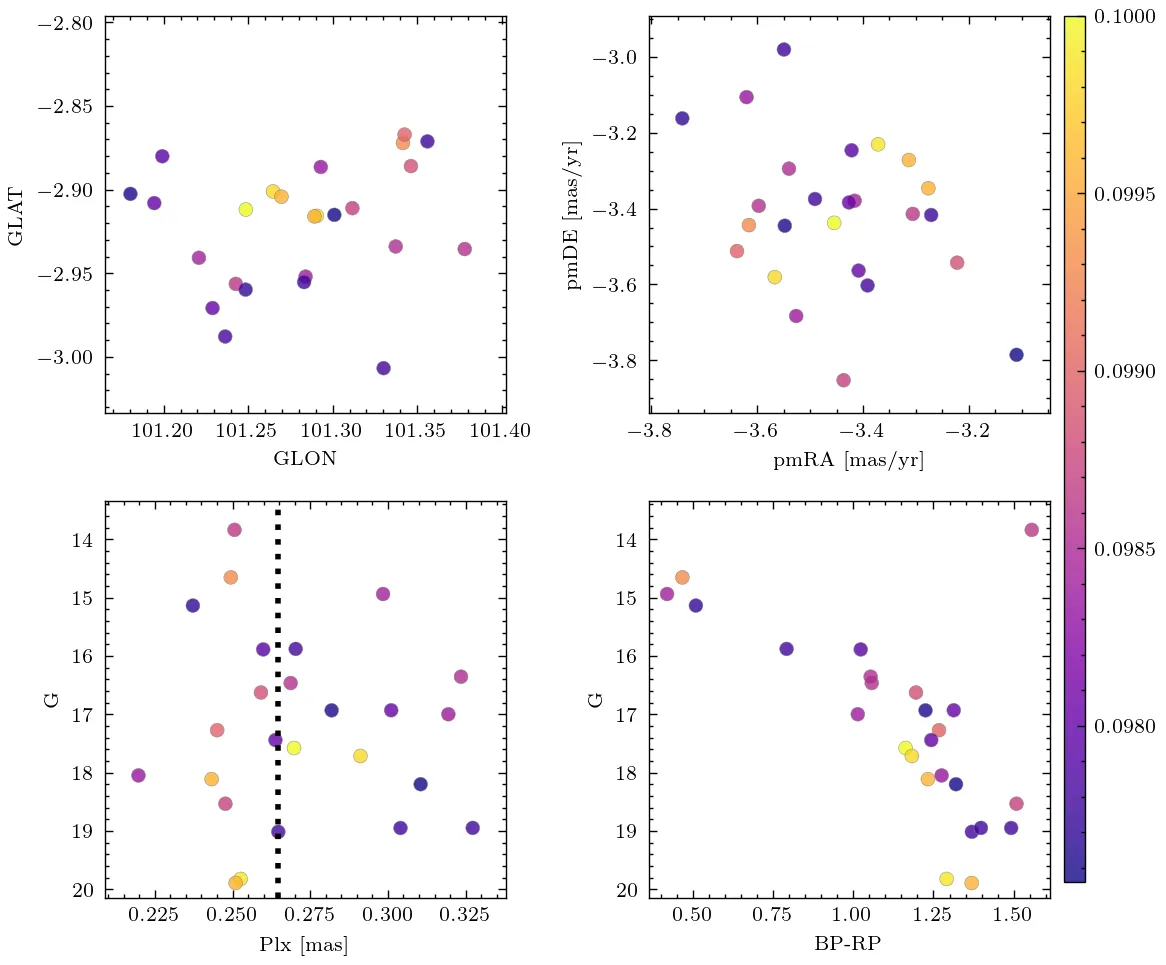 −2.80
−2.85
−2.90
−2.95
−3.00
GLAT
101.20 101.25 101.30 101.35 101.40
GLON
−3.0
−3.2
−3.4
−3.6
−3.8
pmDE [mas/yr]
−3.8 −3.6 −3.4 −3.2
pmRA [mas/yr]
0.1000
0.0995
0.0990
0.0985
0.0980
14
15
16
17
18
19
20
G
0.225 0.250 0.275 0.300 0.325
Plx [mas]
14
15
16
17
18
19
20
G
0.50 0.75 1.00 1.25 1.50
BP-RP